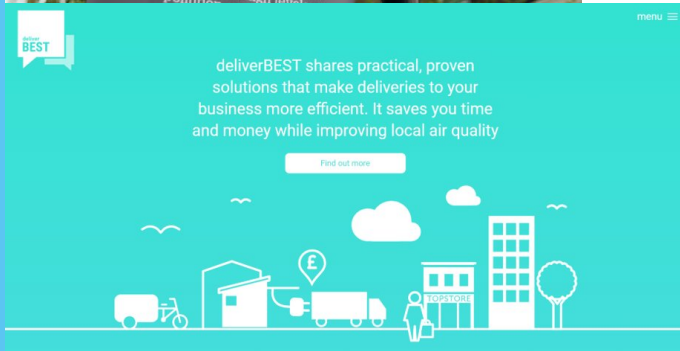 menu
deliver
BEST
deliverBEST shares practical, proven
solutions that make deliveries to your
business more efficient. It saves you time
and money while improving local air quality
Find out more
£
TOPSTORE